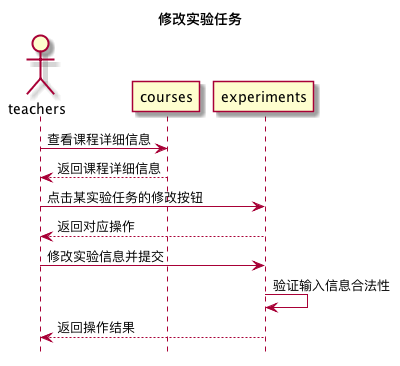 修改实验任务
teachers
courses
experiments
查看课程详细信息
返回课程详细信息
点击某实验任务的修改按钮
返回对应操作
修改实验信息并提交
验证输入信息合法性
返回操作结果